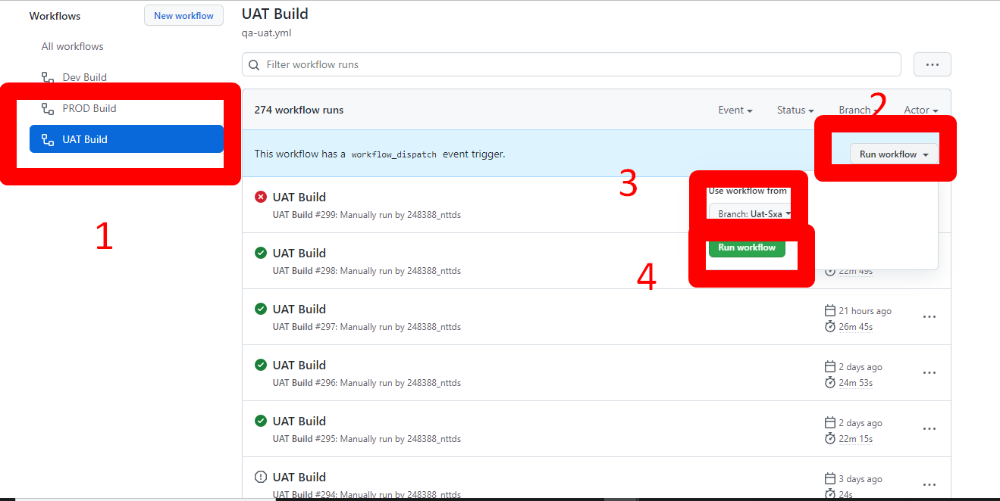 Workflows
New workflow
All workflows
Dev Build
PROD Build
UAT Build
1
UAT Build
qa-uat.yml
Filter workflow runs
274 workflow runs
Event
Status
Branch
Actor
2
This workflow has a workflow_dispatch event trigger.
Run workflow
3
Use workflow from
Branch: Uat-Sxa
4
Run workflow
UAT Build
UAT Build #299: Manually run by 248388_nttds
UAT Build
UAT Build #298: Manually run by 248388_nttds
22m 49s
UAT Build
UAT Build #297: Manually run by 248388_nttds
21 hours ago
26m 45s
UAT Build
UAT Build #296: Manually run by 248388_nttds
2 days ago
24m 53s
UAT Build
UAT Build #295: Manually run by 248388_nttds
2 days ago
22m 15s
UAT Build
UAT Build #294: Manually run by 248388_nttds
3 days ago
24s